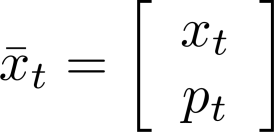 x̄_t = [ x_t
p_t ]